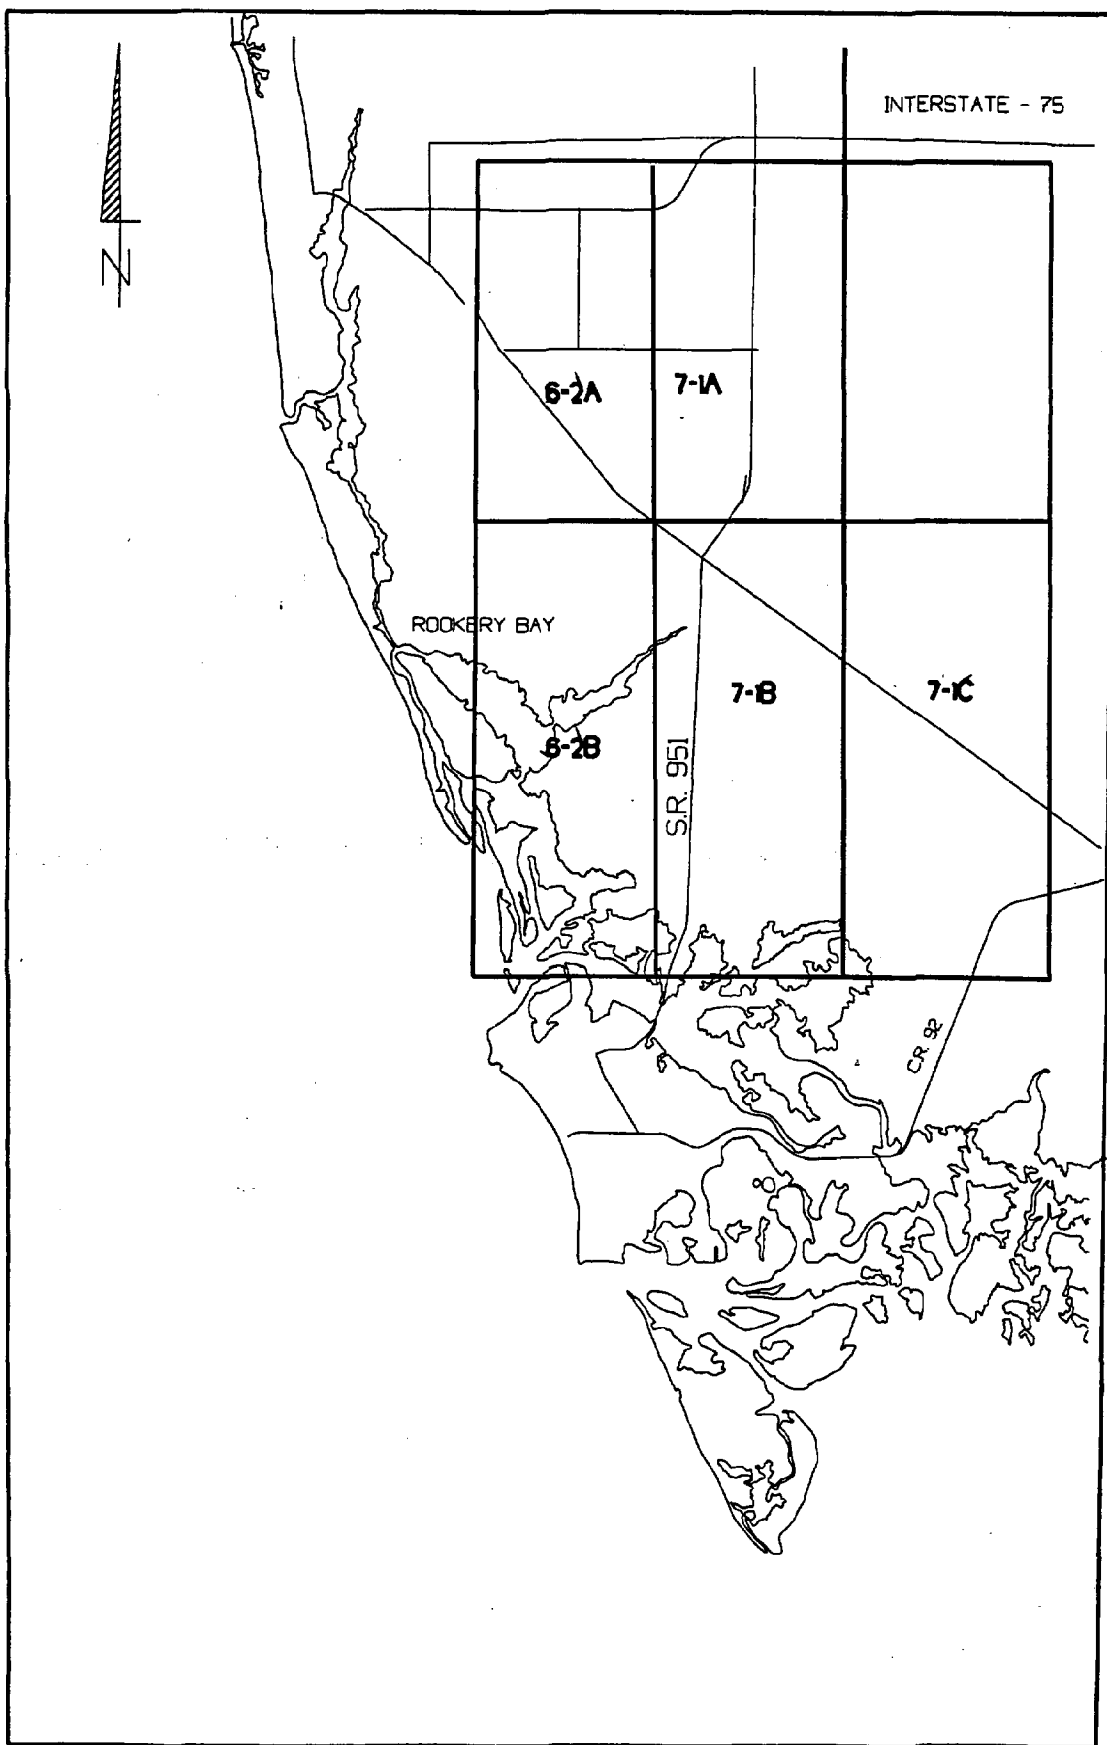 INTERSTATE - 75
N
6-2A
7-1A
ROOKERY BAY
7-1B
7-1C
6-2B
S.R. 951
C.R. 92